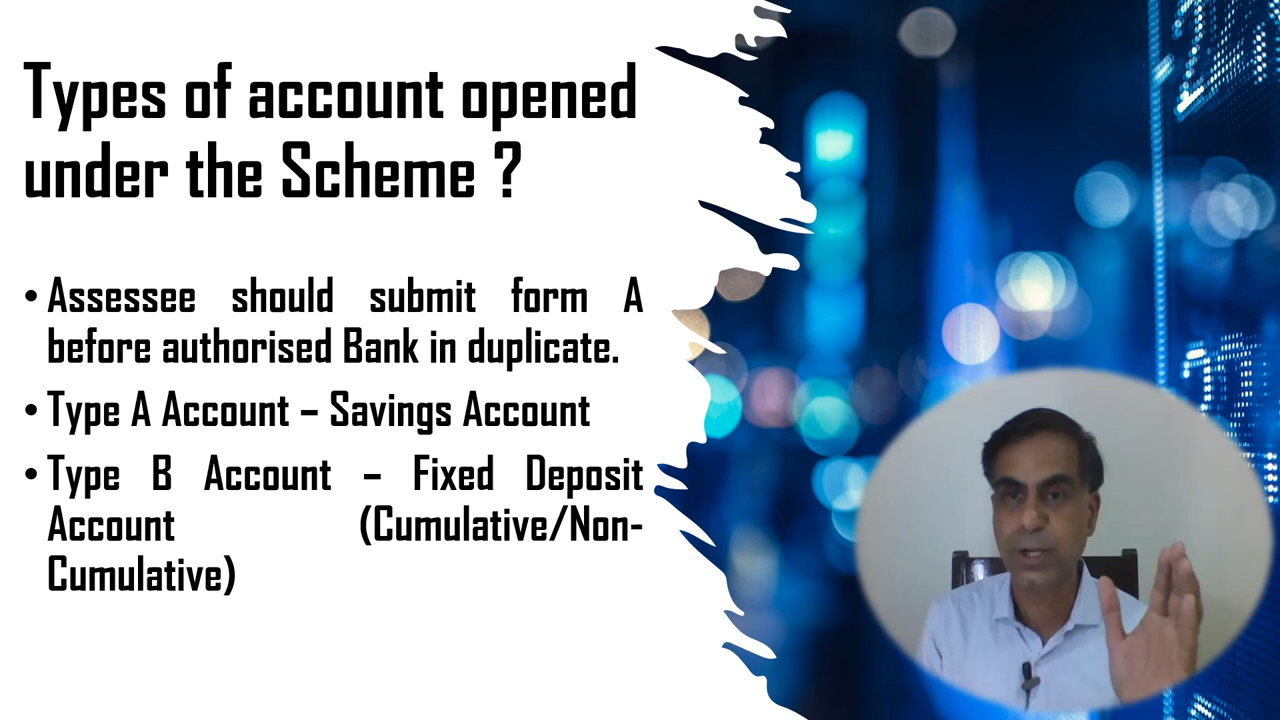 Types of account opened
under the Scheme ?
• Assessee should submit form A
before authorised Bank in duplicate.
• Type A Account – Savings Account
• Type B Account – Fixed Deposit
Account (Cumulative/Non-
Cumulative)